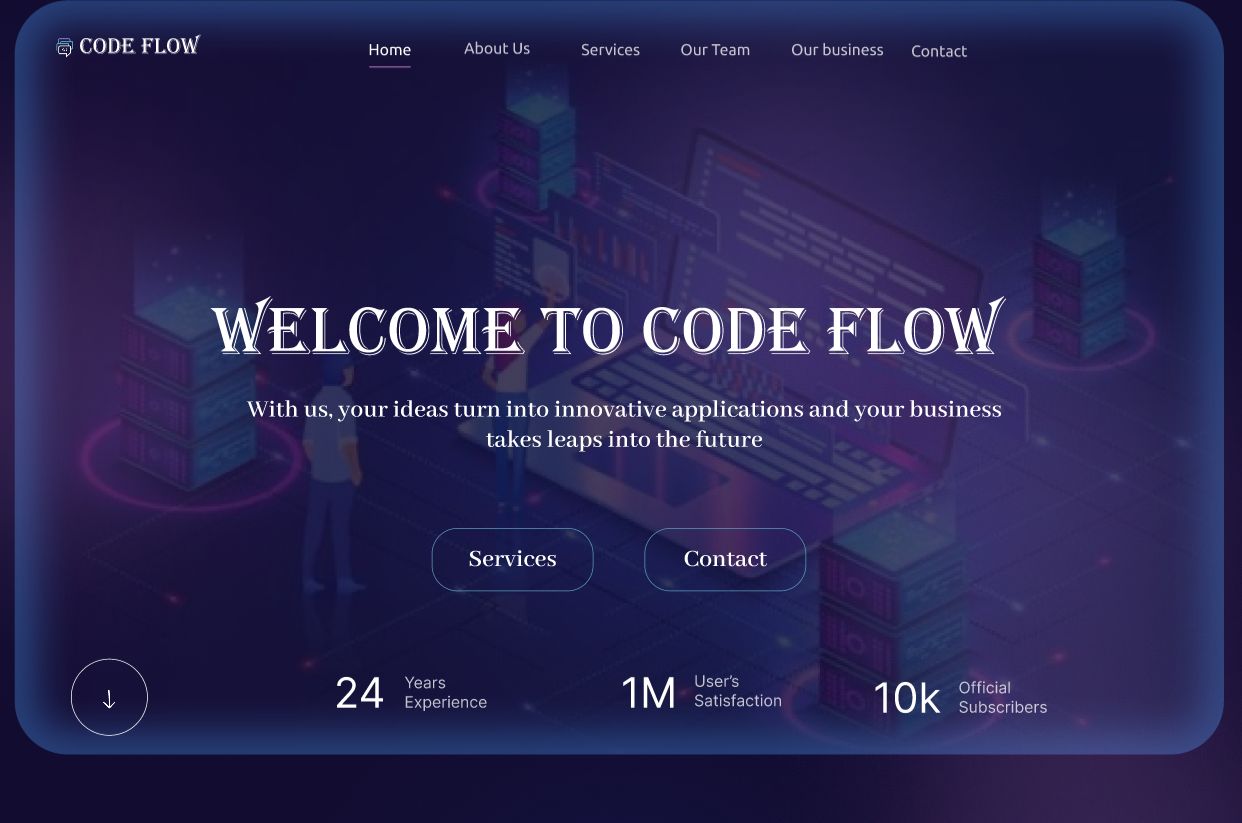 CODE FLOW
Home
About Us
Services
Our Team
Our business
Contact
WELCOME TO CODE FLOW
With us, your ideas turn into innovative applications and your business
takes leaps into the future
Services
Contact
24
Years
Experience
1M
User's
Satisfaction
10k
Official
Subscribers